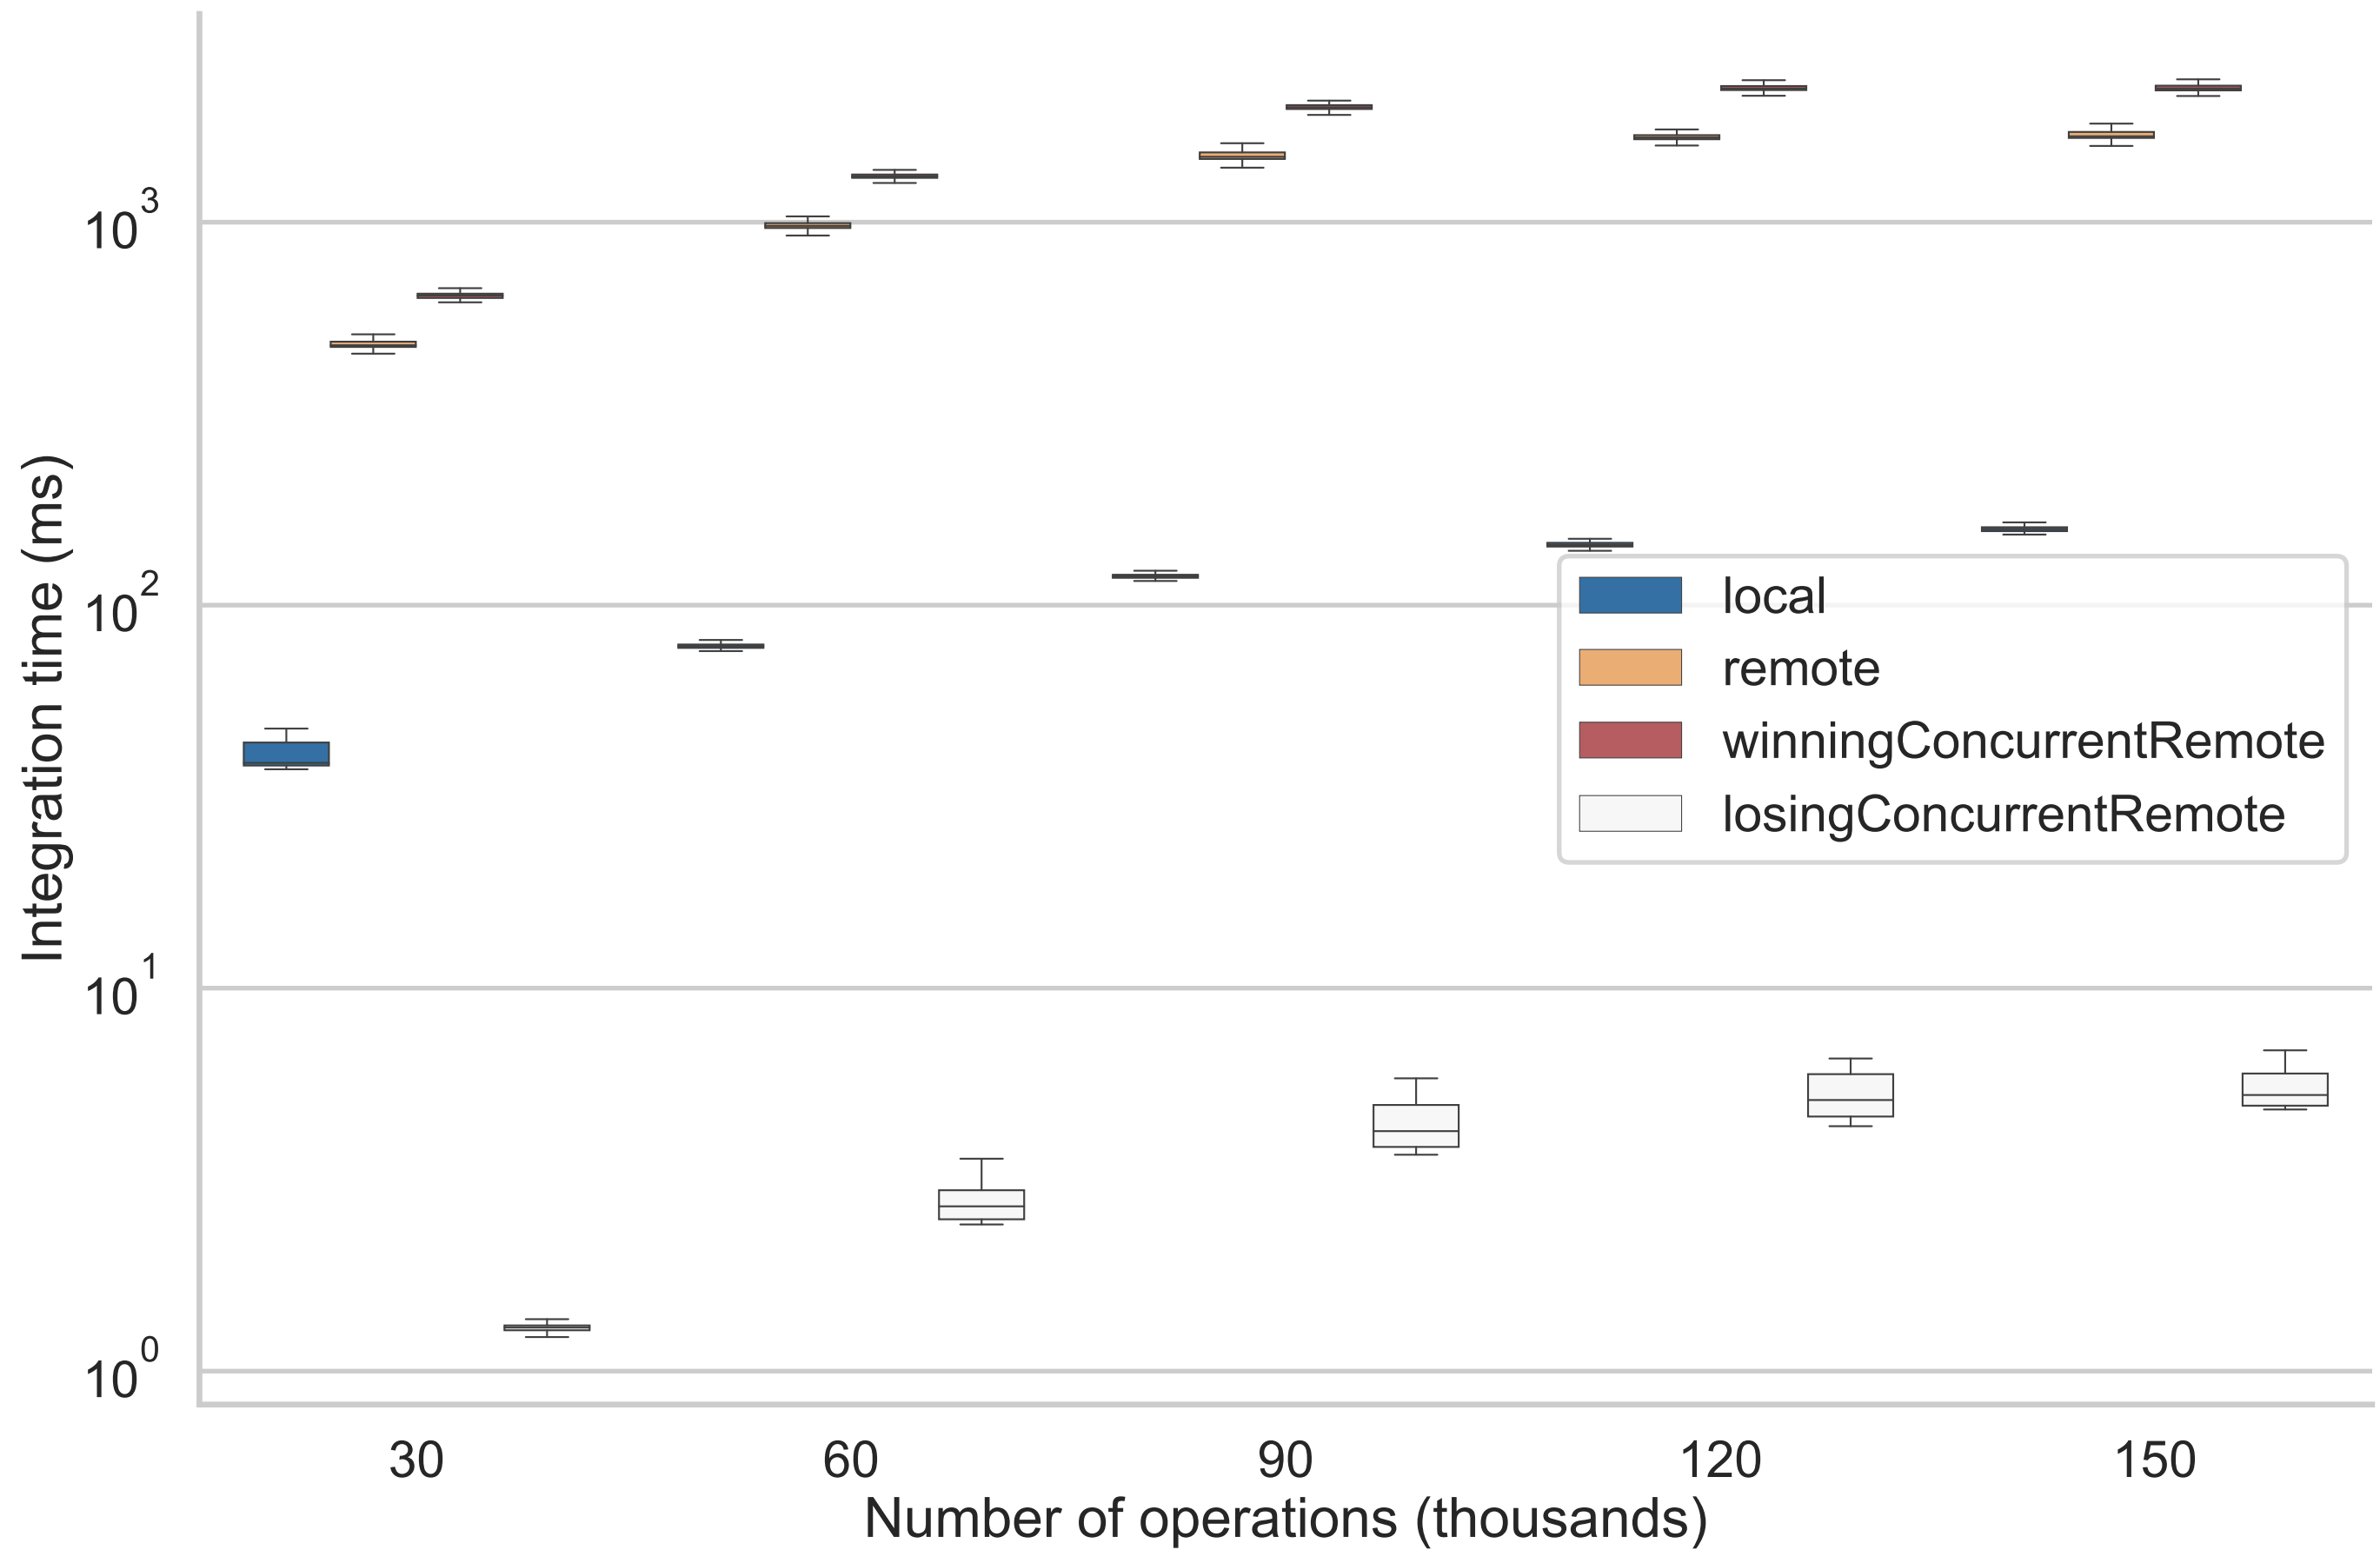 Integration time (ms)
10^3
10^2
10^1
10^0
local
remote
winningConcurrentRemote
losingConcurrentRemote
30 60 90 120 150
Number of operations (thousands)